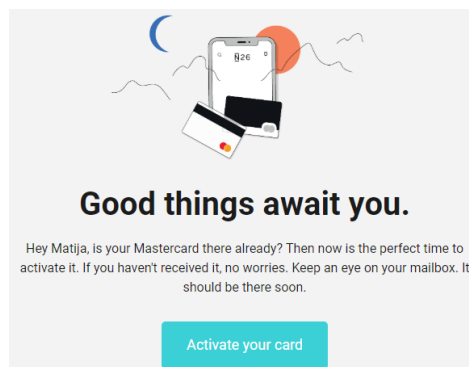 N26
Good things await you.
Hey Matija, is your Mastercard there already? Then now is the perfect time to
activate it. If you haven't received it, no worries. Keep an eye on your mailbox. It
should be there soon.
Activate your card